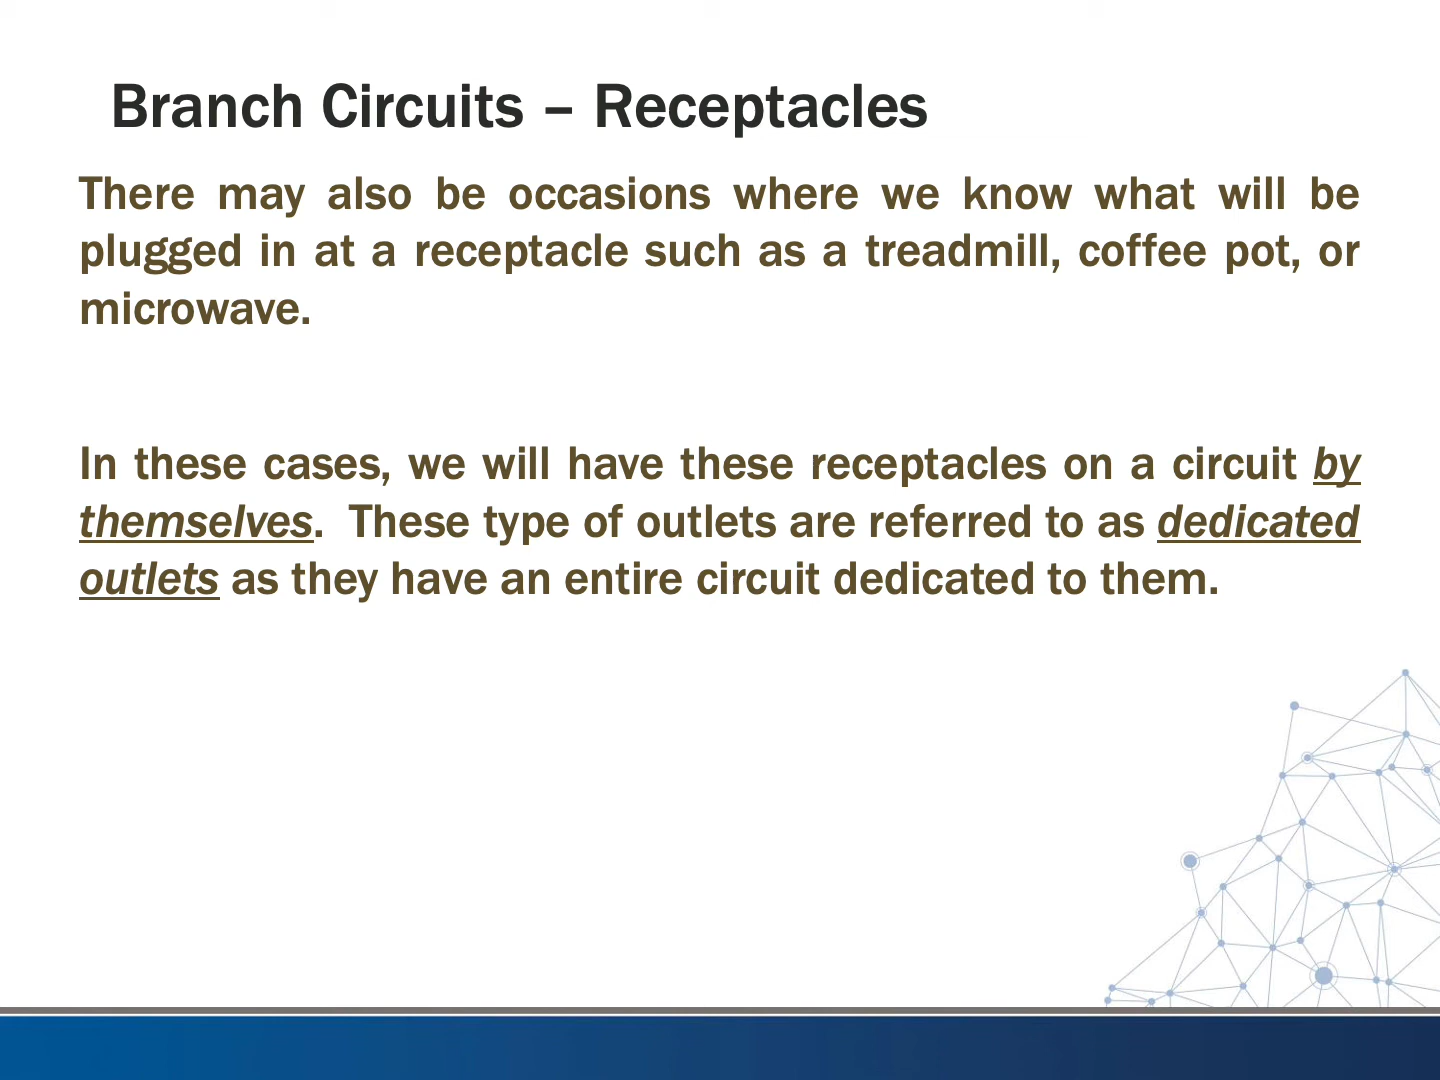 Branch Circuits – Receptacles
There may also be occasions where we know what will be
plugged in at a receptacle such as a treadmill, coffee pot, or
microwave.
In these cases, we will have these receptacles on a circuit by
themselves.  These type of outlets are referred to as dedicated
outlets as they have an entire circuit dedicated to them.